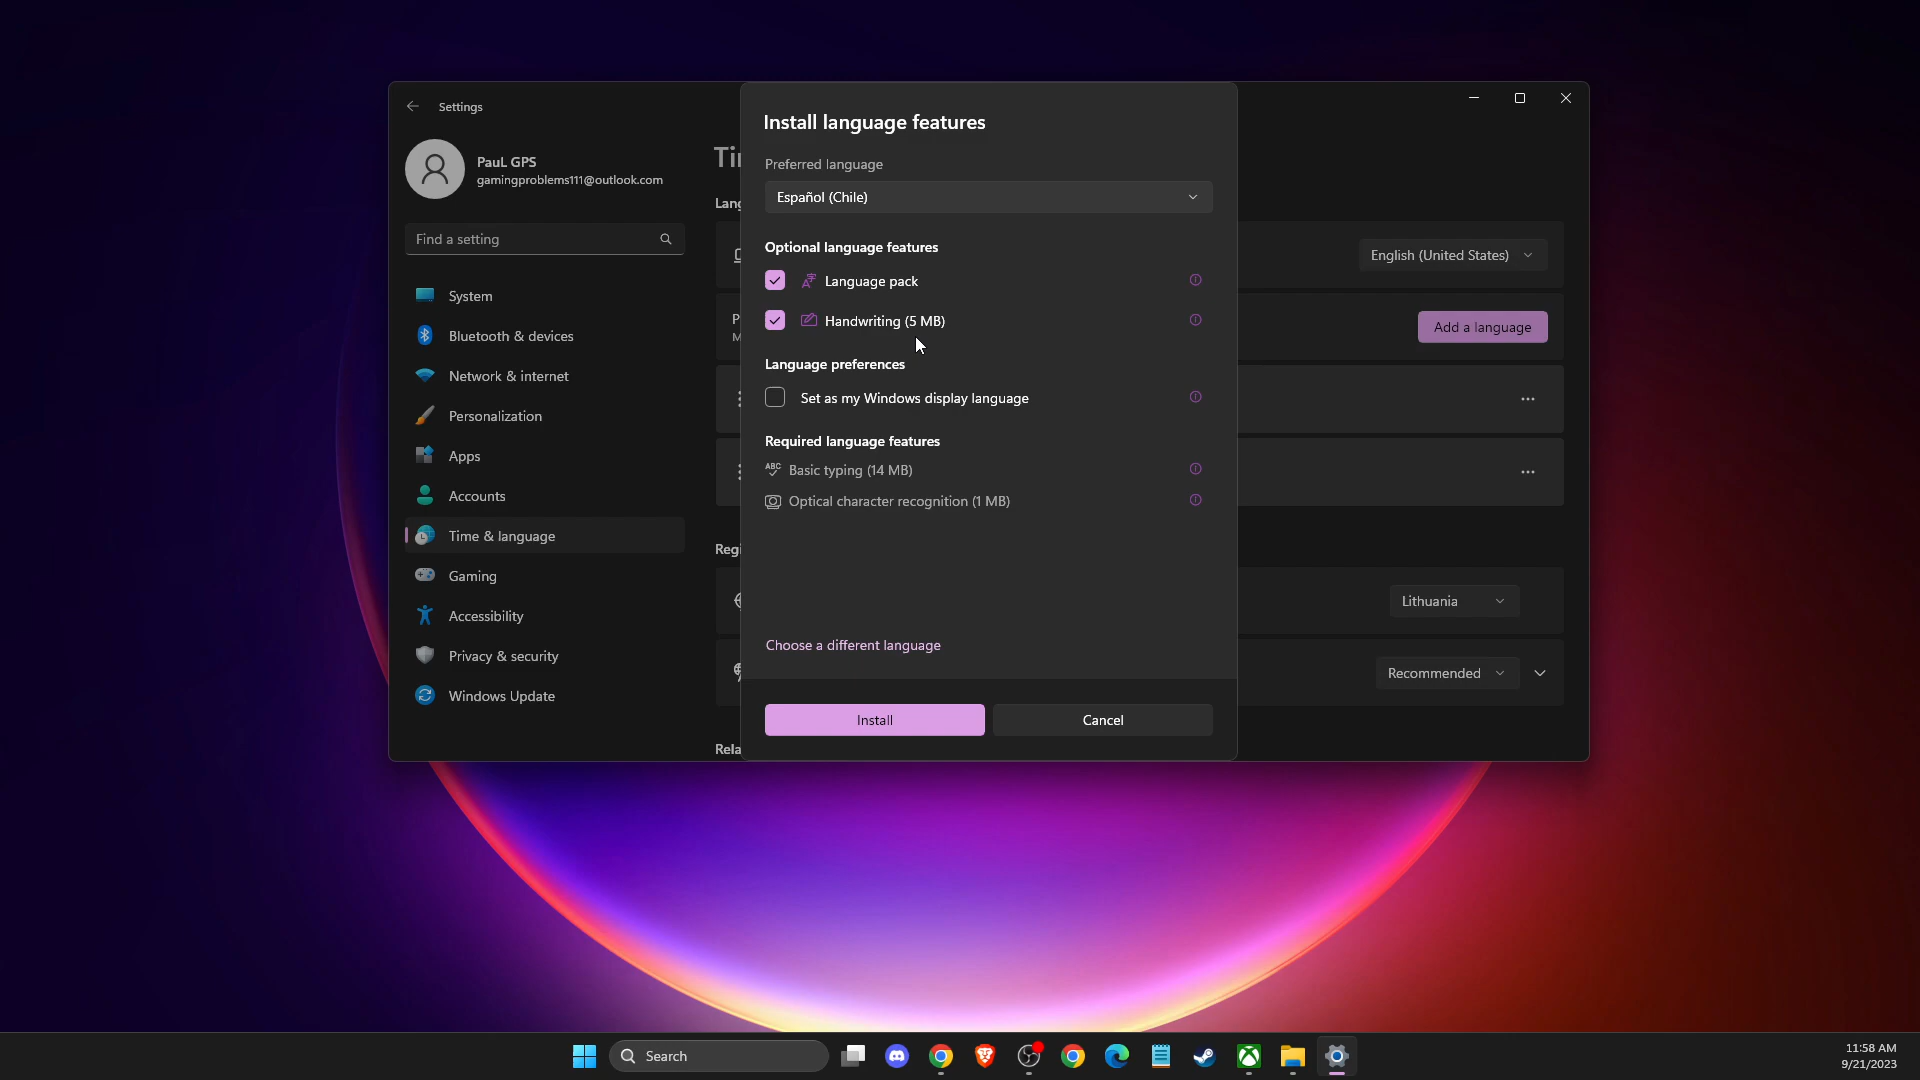 Settings
PauL GPS
gamingproblems111@outlook.com
Find a setting
System
Bluetooth & devices
Network & internet
Personalization
Apps
Accounts
Time & language
Gaming
Accessibility
Privacy & security
Windows Update
Install language features
Preferred language
Español (Chile)
Optional language features
Language pack
Handwriting (5 MB)
Language preferences
Set as my Windows display language
Required language features
ABC
Basic typing (14 MB)
Optical character recognition (1 MB)
Choose a different language
Install
Cancel
English (United States)
Add a language
Lithuania
Recommended
Search
11:58 AM
9/21/2023